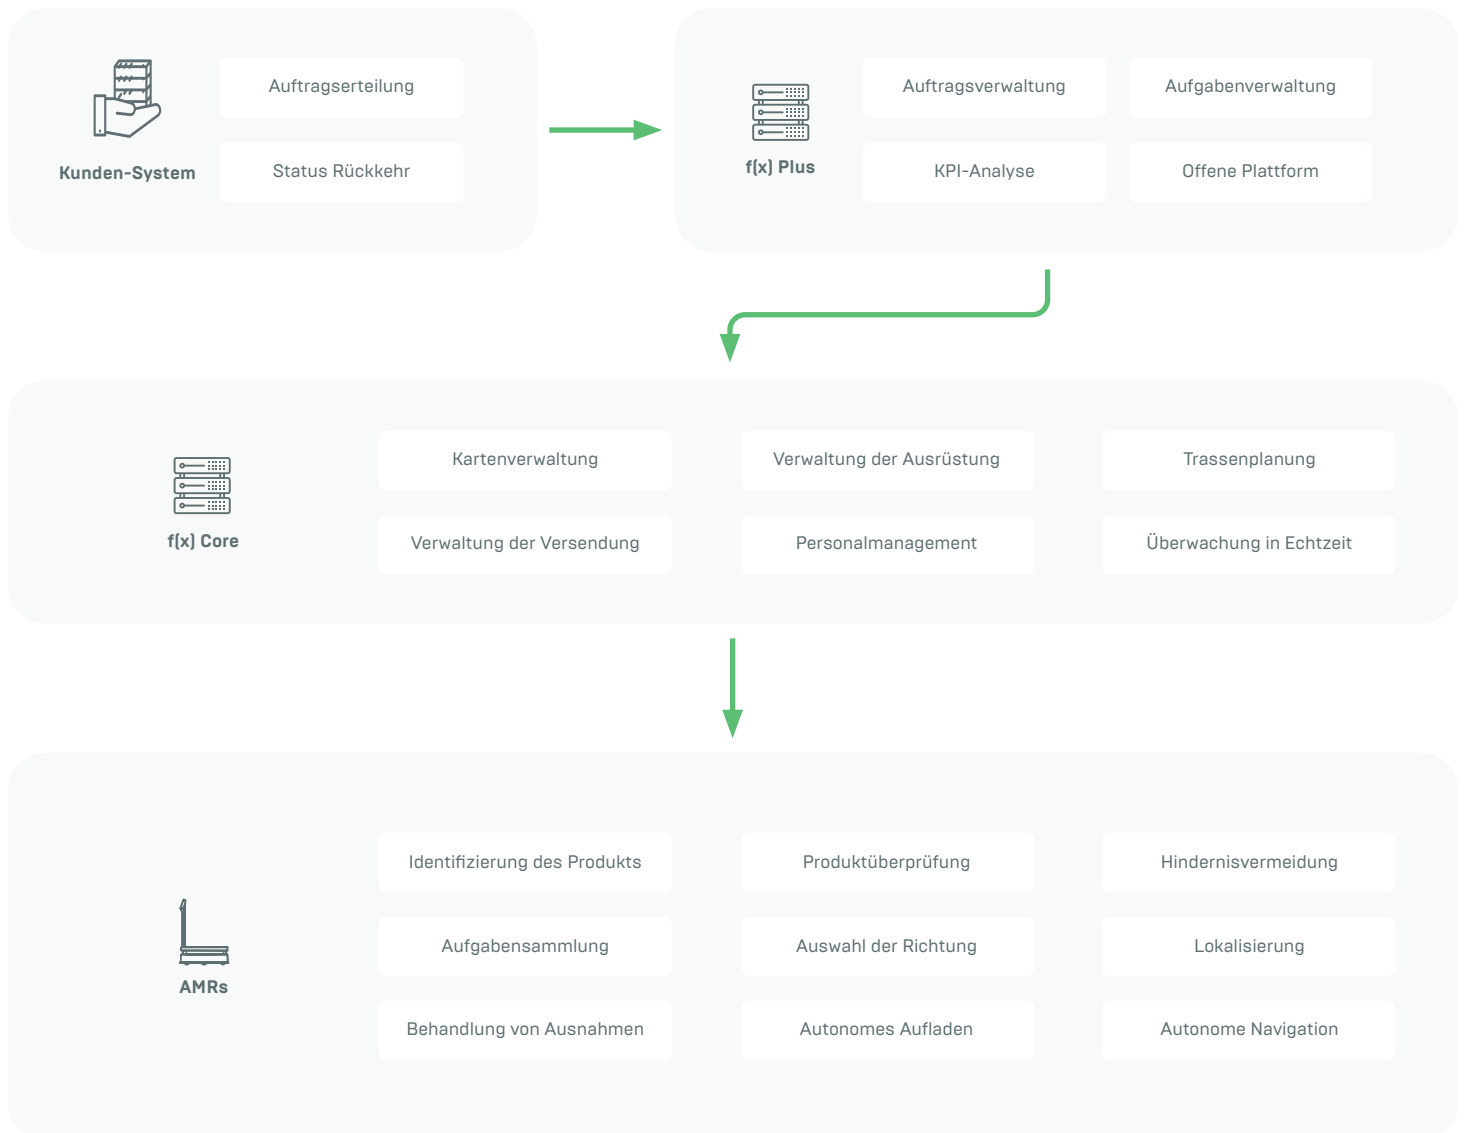 Kunden-System
Auftragserteilung
Status Rückkehr
f(x) Plus
Auftragsverwaltung
Aufgabenverwaltung
KPI-Analyse
Offene Plattform
f(x) Core
Kartenverwaltung
Verwaltung der Ausrüstung
Trassenplanung
Verwaltung der Versendung
Personalmanagement
Überwachung in Echtzeit
AMRs
Identifizierung des Produkts
Produktüberprüfung
Hindernisvermeidung
Aufgabensammlung
Auswahl der Richtung
Lokalisierung
Behandlung von Ausnahmen
Autonomes Aufladen
Autonome Navigation